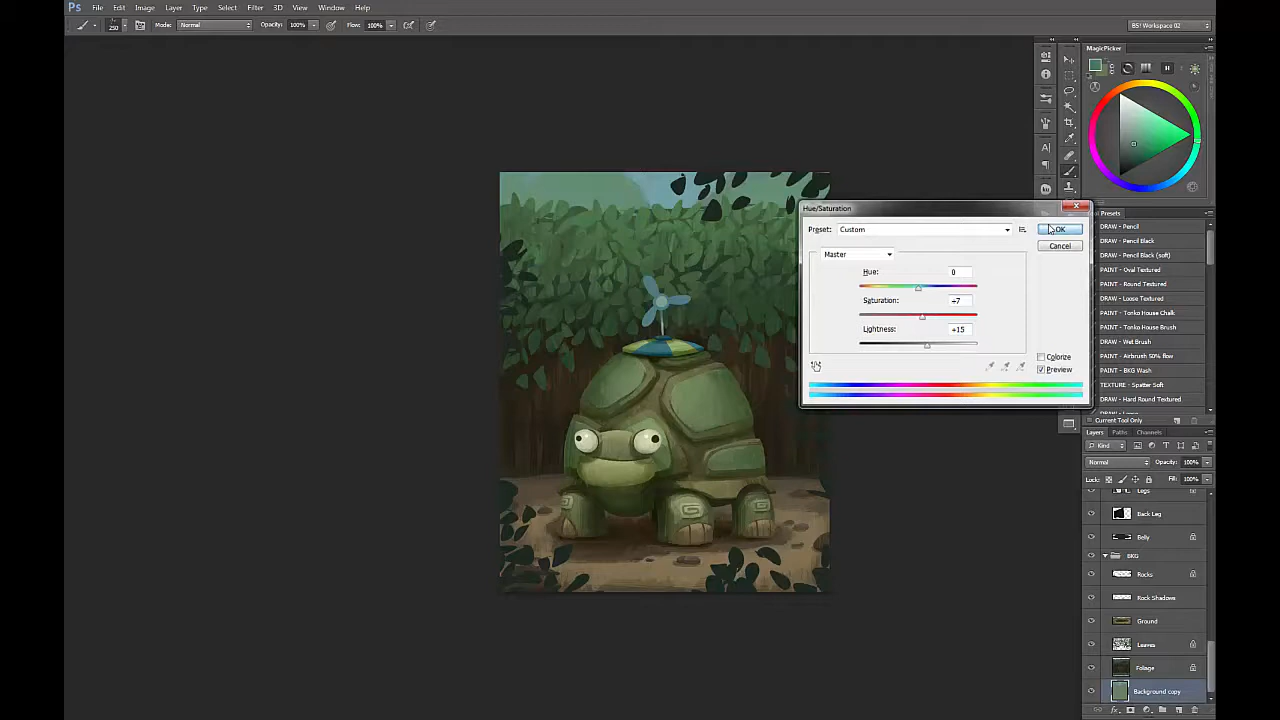 Ps File Edit Image Layer Type Select Filter 3D View Window Help
250 Mode: Normal Opacity: 100% Flow: 100% BS! Workspace 02
MagicPicker
Hue/Saturation
Preset: Custom OK
Cancel
Master
Hue: 0
Saturation: +7
Lightness: +15
Colorize
Preview
Presets
DRAW - Pencil
DRAW - Pencil Black
DRAW - Pencil Black (soft)
PAINT - Oval Textured
PAINT - Round Textured
DRAW - Loose Textured
PAINT - Tonko House Chalk
PAINT - Tonko House Brush
DRAW - Wet Brush
PAINT - Airbrush 50% flow
PAINT - BKG Wash
TEXTURE - Spatter Soft
DRAW - Hard Round Textured
Current Tool Only
Layers Paths Channels
Kind
Normal Opacity: 100%
Lock: Fill: 100%
Legs
Back Leg
Belly
BKG
Rocks
Rock Shadows
Ground
Leaves
Foliage
Background copy